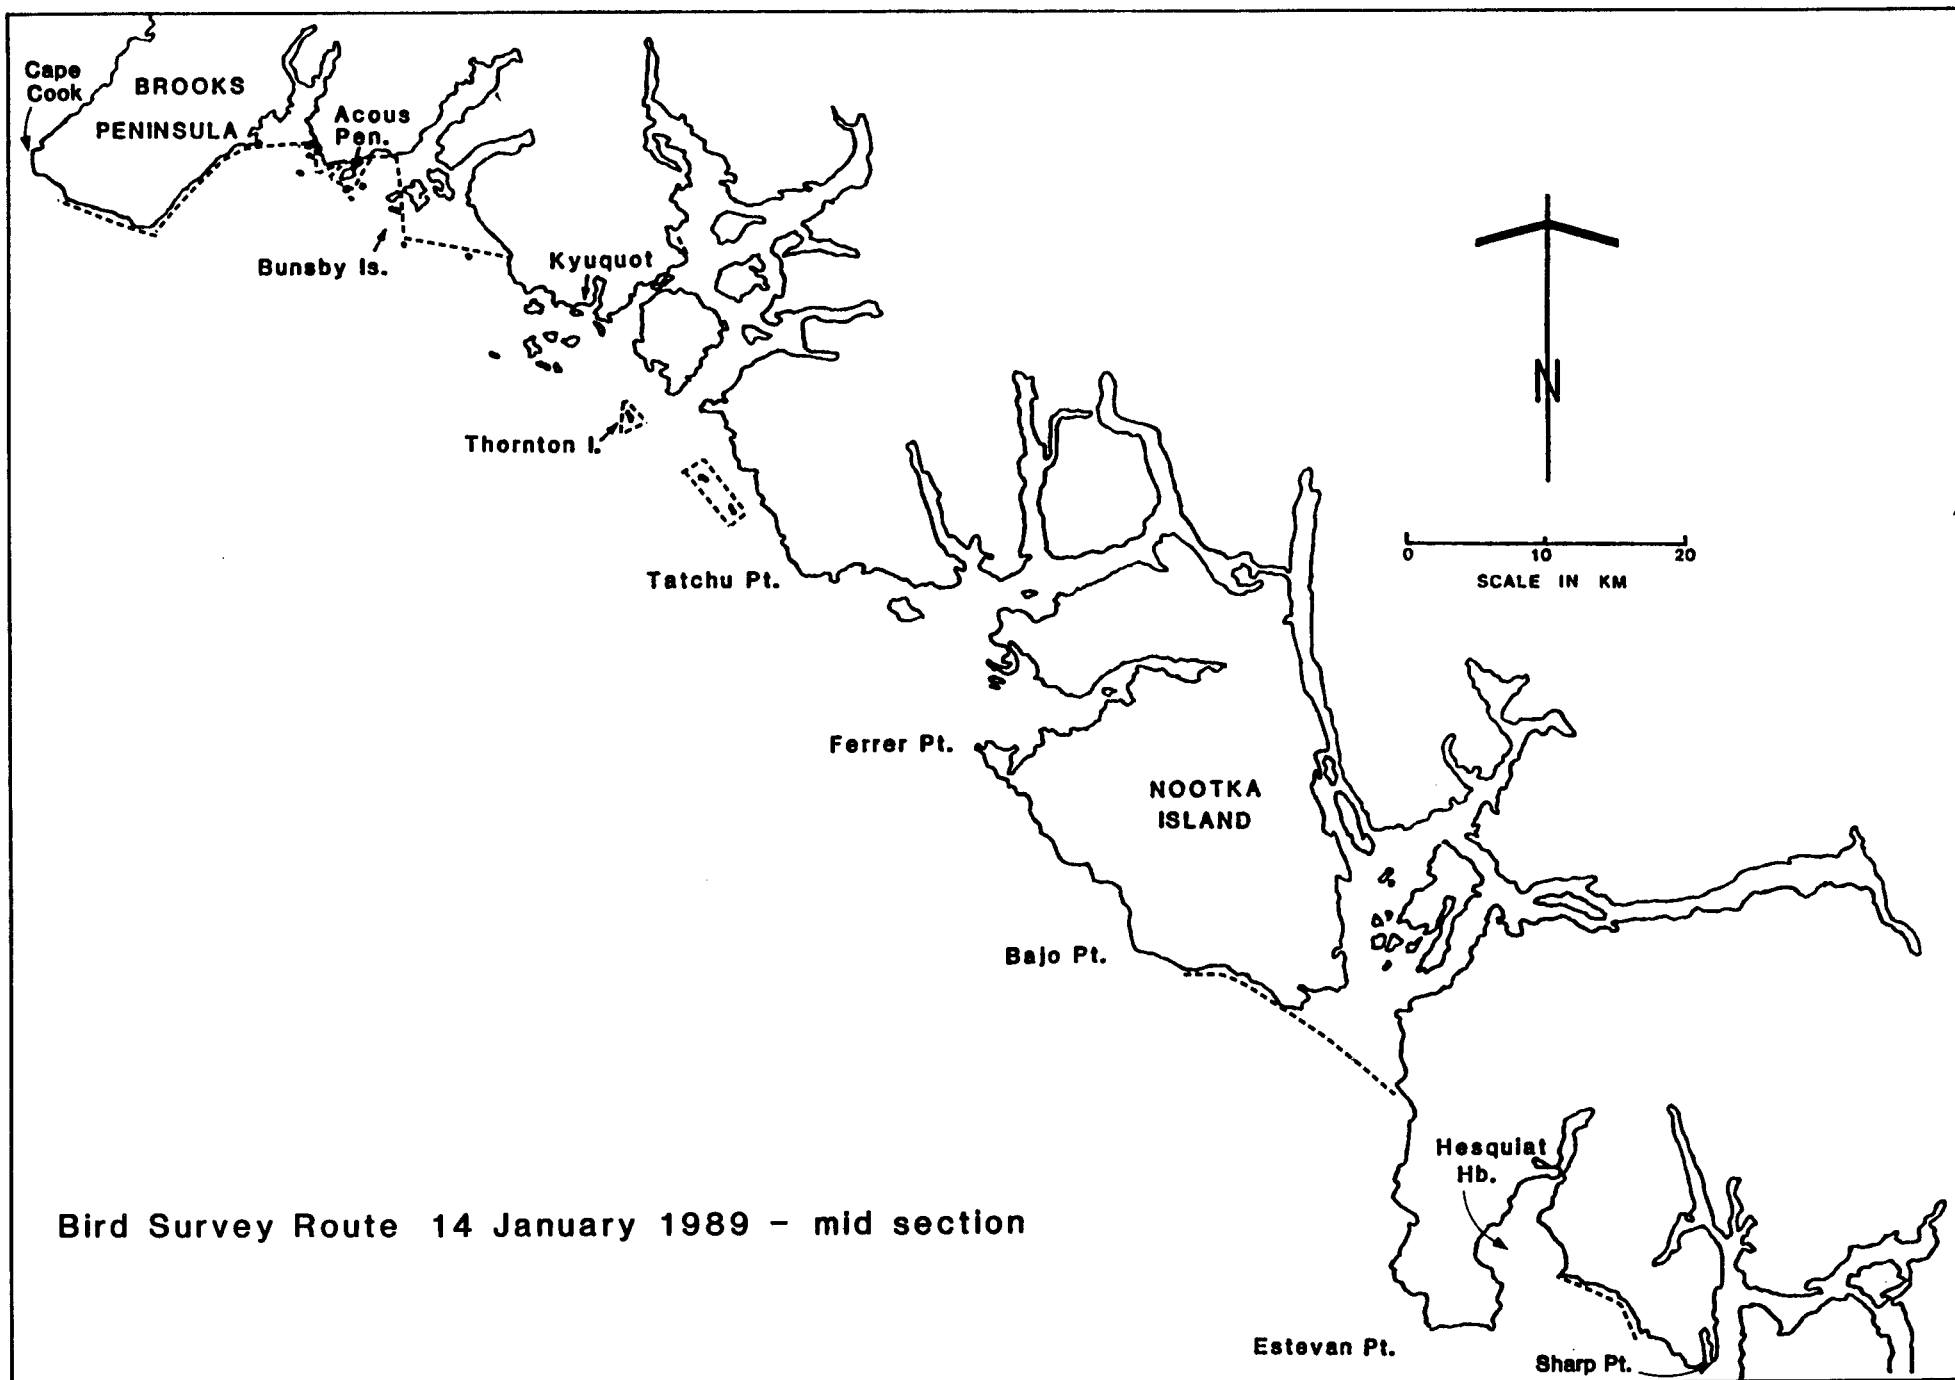 Cape
Cook
BROOKS
PENINSULA
Acous
Pen.
Bunsby Is.
Kyuquot
Thornton I.
Tatchu Pt.
N
0 10 20
SCALE IN KM
Ferrer Pt.
NOOTKA
ISLAND
Bajo Pt.
Hesquiat
Hb.
Bird Survey Route 14 January 1989 - mid section
Estevan Pt.
Sharp Pt.